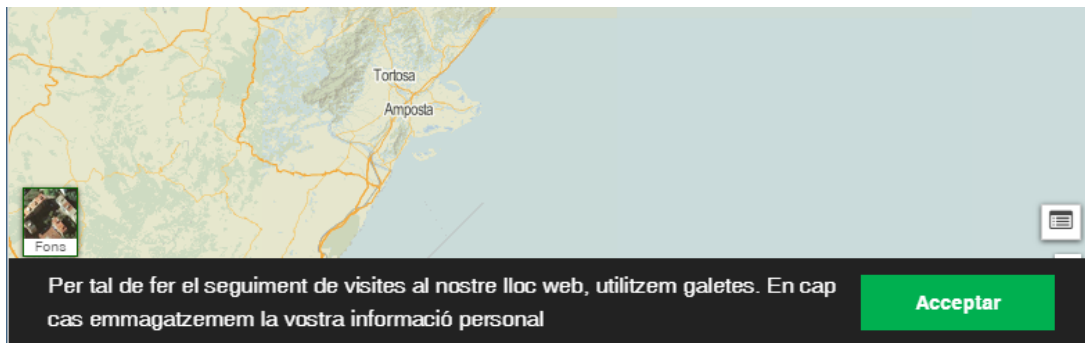 Tortosa
Amposta
Fons
Per tal de fer el seguiment de visites al nostre lloc web, utilitzem galetes. En cap
cas emmagatzemem la vostra informació personal
Acceptar